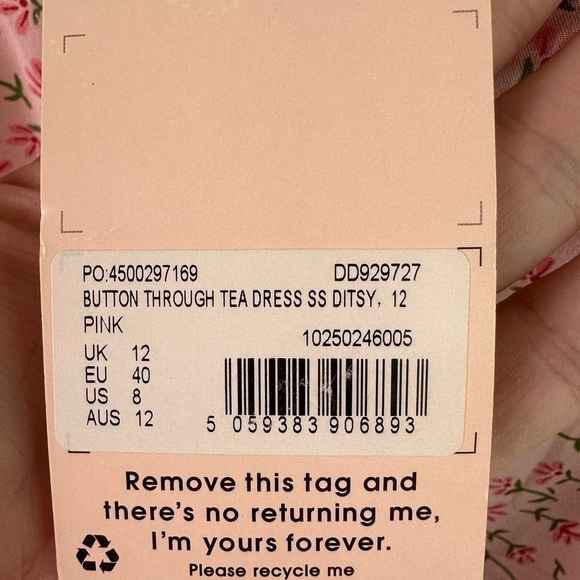 PO:4500297169 DD929727
BUTTON THROUGH TEA DRESS SS DITSY, 12
PINK
10250246005
UK 12
EU 40
US 8
AUS 12
5 059383 906893
Remove this tag and
there's no returning me,
I'm yours forever.
Please recycle me